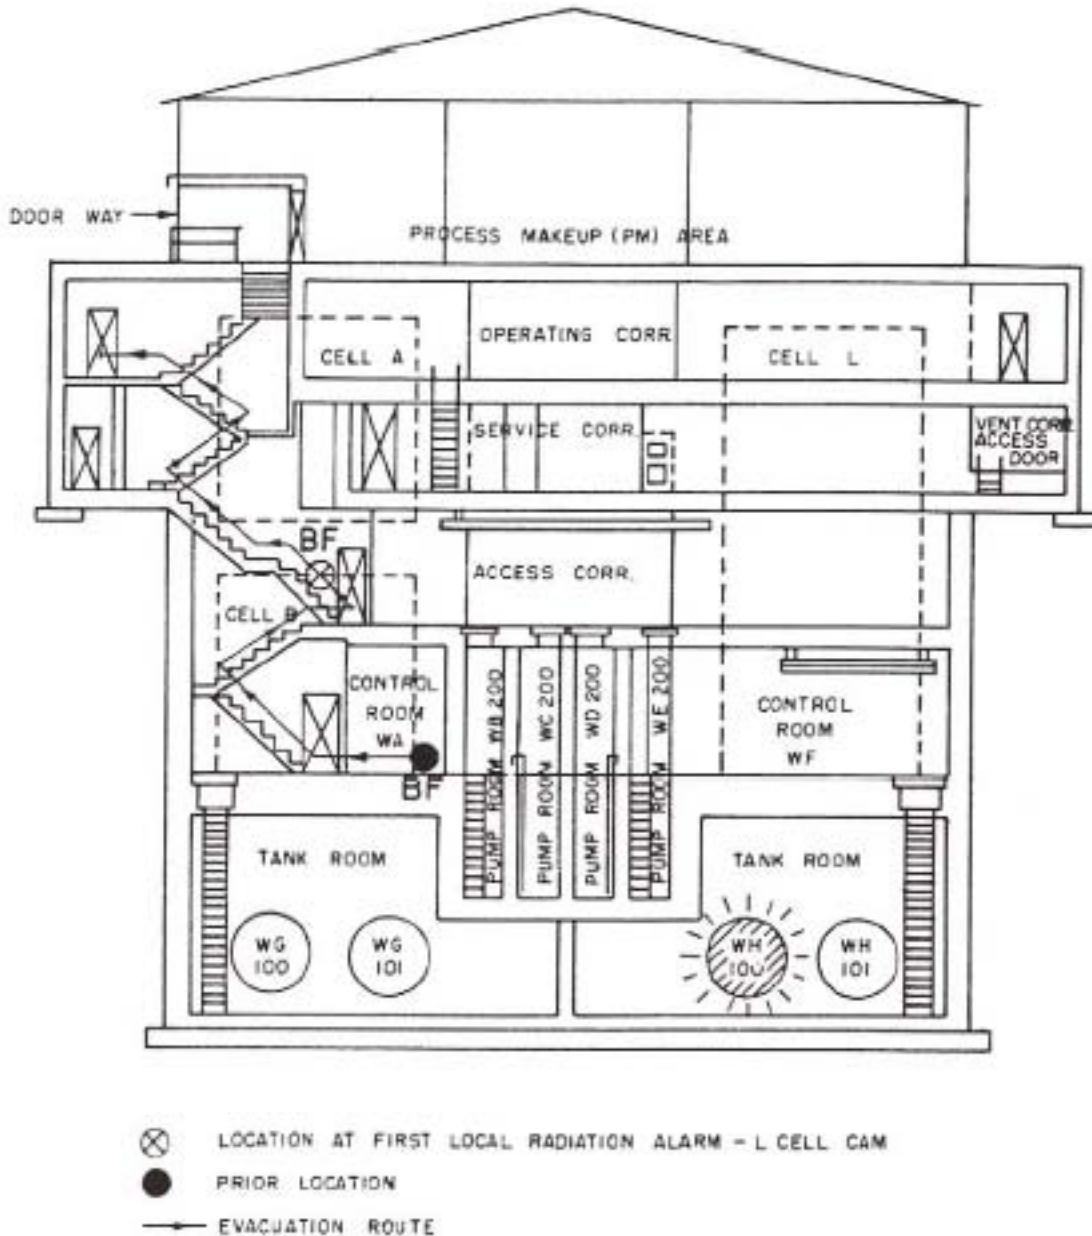 DOOR WAY
PROCESS MAKEUP (PM) AREA
OPERATING CORR.
CELL A
CELL L
SERVICE CORR.
VENT CORR.
ACCESS
DOOR
BF
ACCESS CORR.
CELL B
CONTROL
ROOM
WA
BF
PUMP ROOM WB 200
PUMP ROOM WC 200
PUMP ROOM WD 200
PUMP ROOM WE 200
CONTROL
ROOM
WF
TANK ROOM
TANK ROOM
WG
100
WG
101
WH
100
WH
101
LOCATION AT FIRST LOCAL RADIATION ALARM - L CELL CAM
PRIOR LOCATION
EVACUATION ROUTE